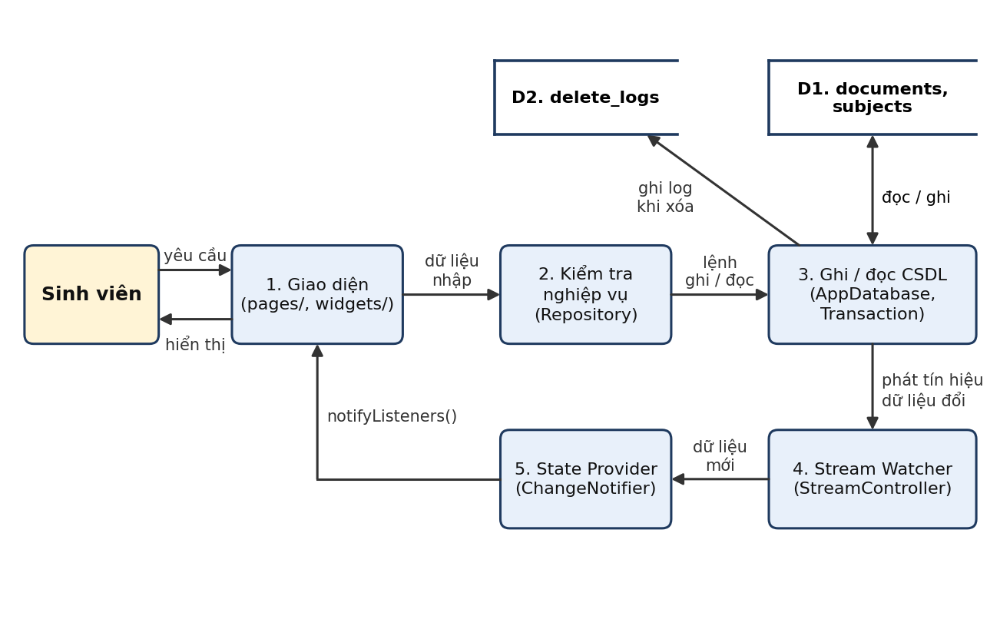 D2. delete_logs
D1. documents,
subjects
ghi log
khi xóa
đọc / ghi
Sinh viên
yêu cầu
hiển thị
1. Giao diện
(pages/, widgets/)
dữ liệu
nhập
2. Kiểm tra
nghiệp vụ
(Repository)
lệnh
ghi / đọc
3. Ghi / đọc CSDL
(AppDatabase,
Transaction)
phát tín hiệu
dữ liệu đổi
notifyListeners()
5. State Provider
(ChangeNotifier)
dữ liệu
mới
4. Stream Watcher
(StreamController)